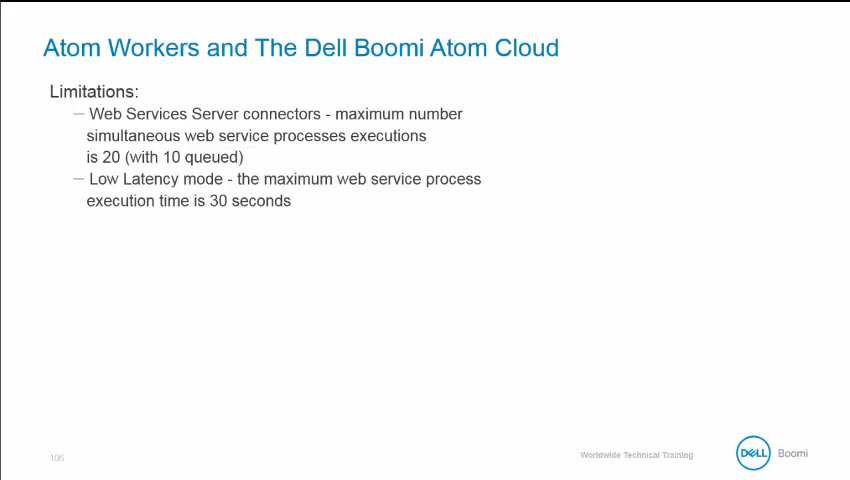 Atom Workers and The Dell Boomi Atom Cloud
Limitations:
– Web Services Server connectors - maximum number
simultaneous web service processes executions
is 20 (with 10 queued)
– Low Latency mode - the maximum web service process
execution time is 30 seconds
106
Worldwide Technical Training
DELL
Boomi